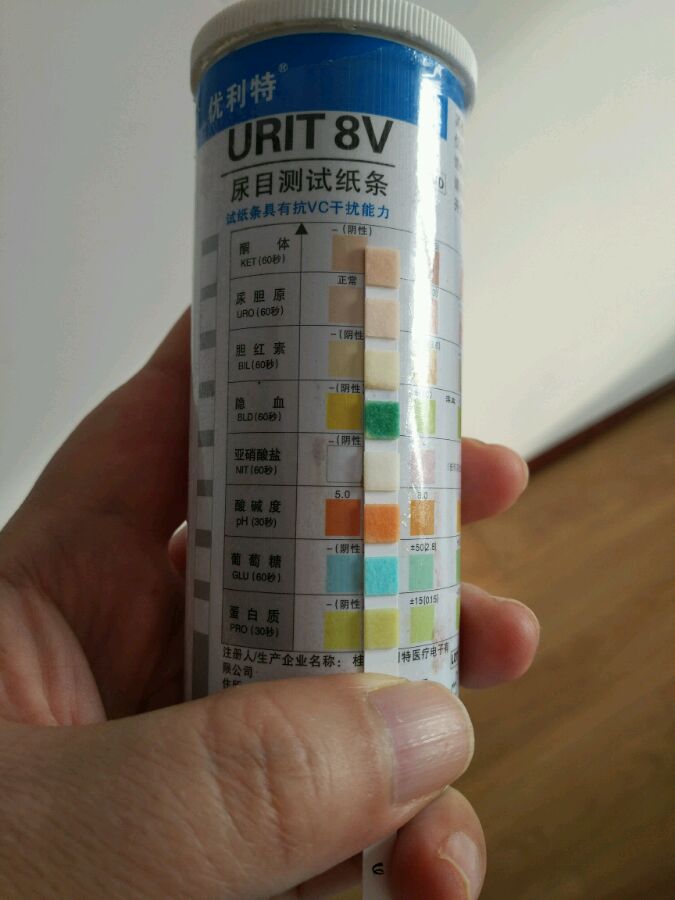 优利特®
URIT 8V
尿目测试纸条
试纸条具有抗VC干扰能力
酮体 -(阴性)
KET(60秒)
尿胆原 正常
URO(60秒)
胆红素 -(阴性
BIL(60秒)
隐血 -(阴性
BLD(60秒)
亚硝酸盐 -(阴性
NIT(60秒)
酸碱度 5.0 6.0
pH(30秒)
葡萄糖 -(阴性 ±50(2.8)
GLU(60秒)
蛋白质 -(阴性 ±15(0.15)
PRO(30秒)
注册人/生产企业名称: 桂 利特医疗电子有
限公司